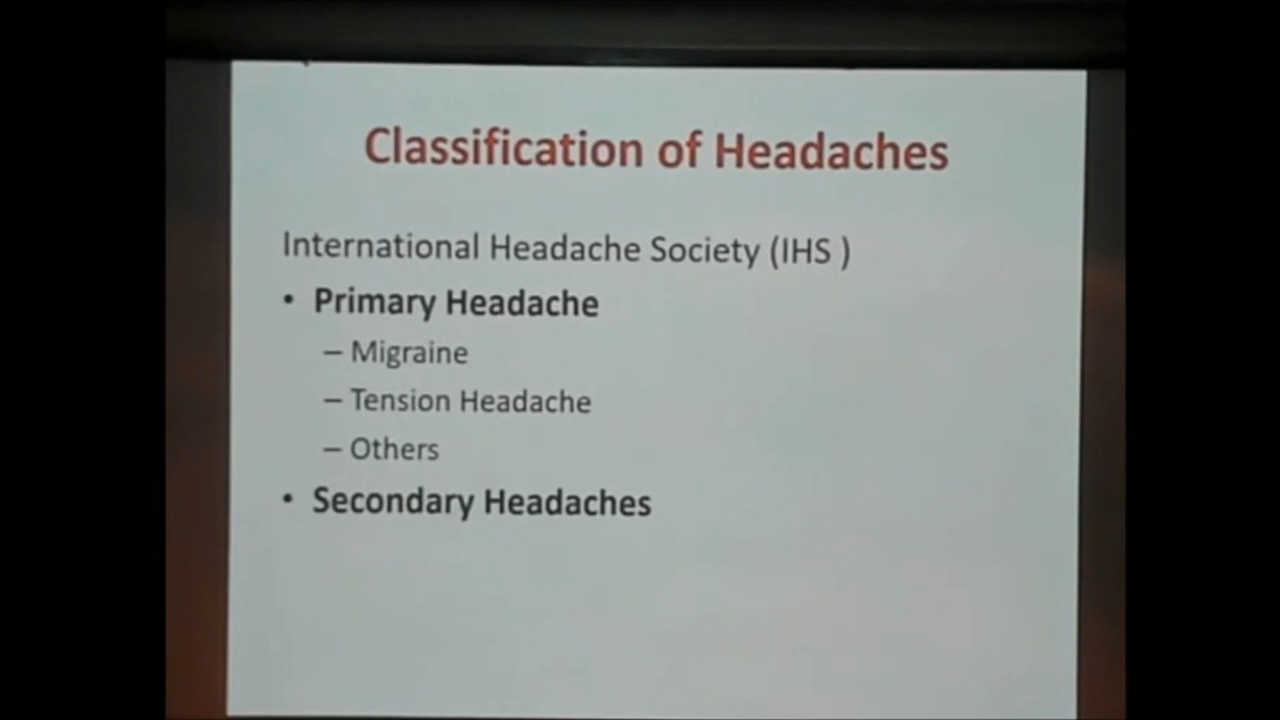 Classification of Headaches
International Headache Society (IHS )
• Primary Headache
– Migraine
– Tension Headache
– Others
• Secondary Headaches